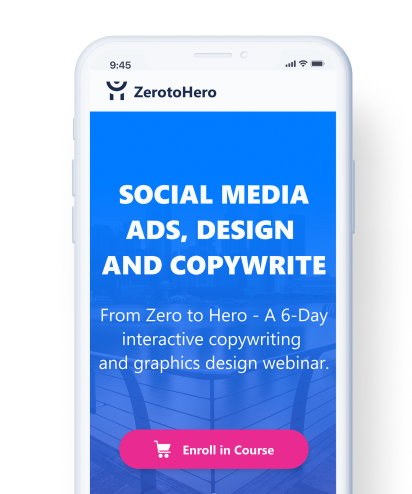 9:45
ZerotoHero
SOCIAL MEDIA
ADS, DESIGN
AND COPYWRITE
From Zero to Hero - A 6-Day
interactive copywriting
and graphics design webinar.
Enroll in Course